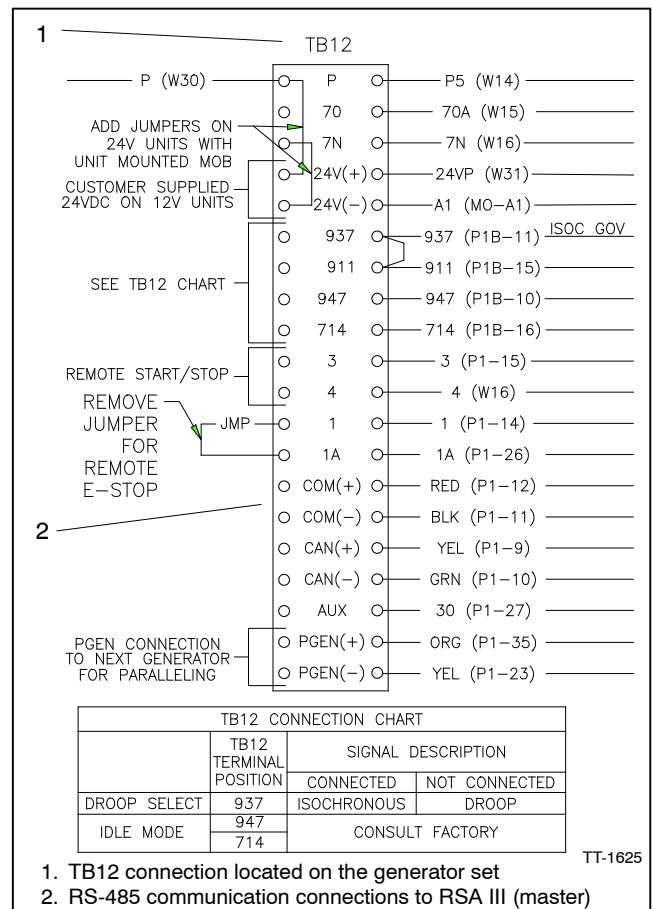 1
TB12
P (W30)
P
P5 (W14)
70
70A (W15)
ADD JUMPERS ON
24V UNITS WITH
UNIT MOUNTED MOB
7N
7N (W16)
CUSTOMER SUPPLIED
24VDC ON 12V UNITS
24V(+)
24VP (W31)
24V(−)
A1 (MO−A1)
937
937 (P1B−11)
ISOC GOV
911
911 (P1B−15)
SEE TB12 CHART
947
947 (P1B−10)
714
714 (P1B−16)
REMOTE START/STOP
3
3 (P1−15)
4
4 (W16)
REMOVE
JUMPER
FOR
REMOTE
E−STOP
JMP
1
1 (P1−14)
1A
1A (P1−26)
2
COM(+)
RED (P1−12)
COM(−)
BLK (P1−11)
CAN(+)
YEL (P1−9)
CAN(−)
GRN (P1−10)
AUX
30 (P1−27)
PGEN CONNECTION
TO NEXT GENERATOR
FOR PARALLELING
PGEN(+)
ORG (P1−35)
PGEN(−)
YEL (P1−23)
TB12 CONNECTION CHART
TB12
TERMINAL
POSITION
SIGNAL DESCRIPTION
CONNECTED
NOT CONNECTED
DROOP SELECT
937
ISOCHRONOUS
DROOP
IDLE MODE
947
714
CONSULT FACTORY
TT-1625
1. TB12 connection located on the generator set
2. RS-485 communication connections to RSA III (master)